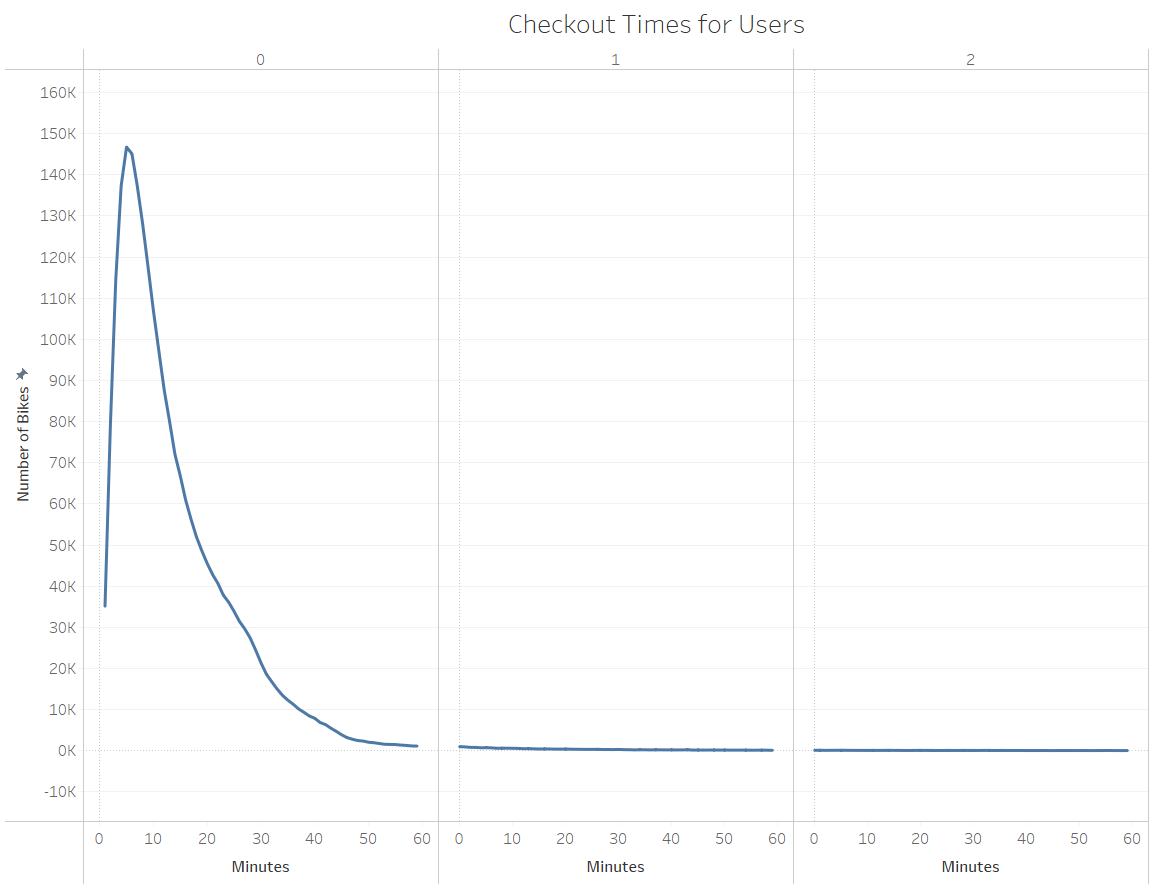 Checkout Times for Users
0 1 2
160K
150K
140K
130K
120K
110K
100K
90K
80K
70K
60K
50K
40K
30K
20K
10K
0K
-10K
Number of Bikes
0 10 20 30 40 50 60 0 10 20 30 40 50 60 0 10 20 30 40 50 60
Minutes Minutes Minutes